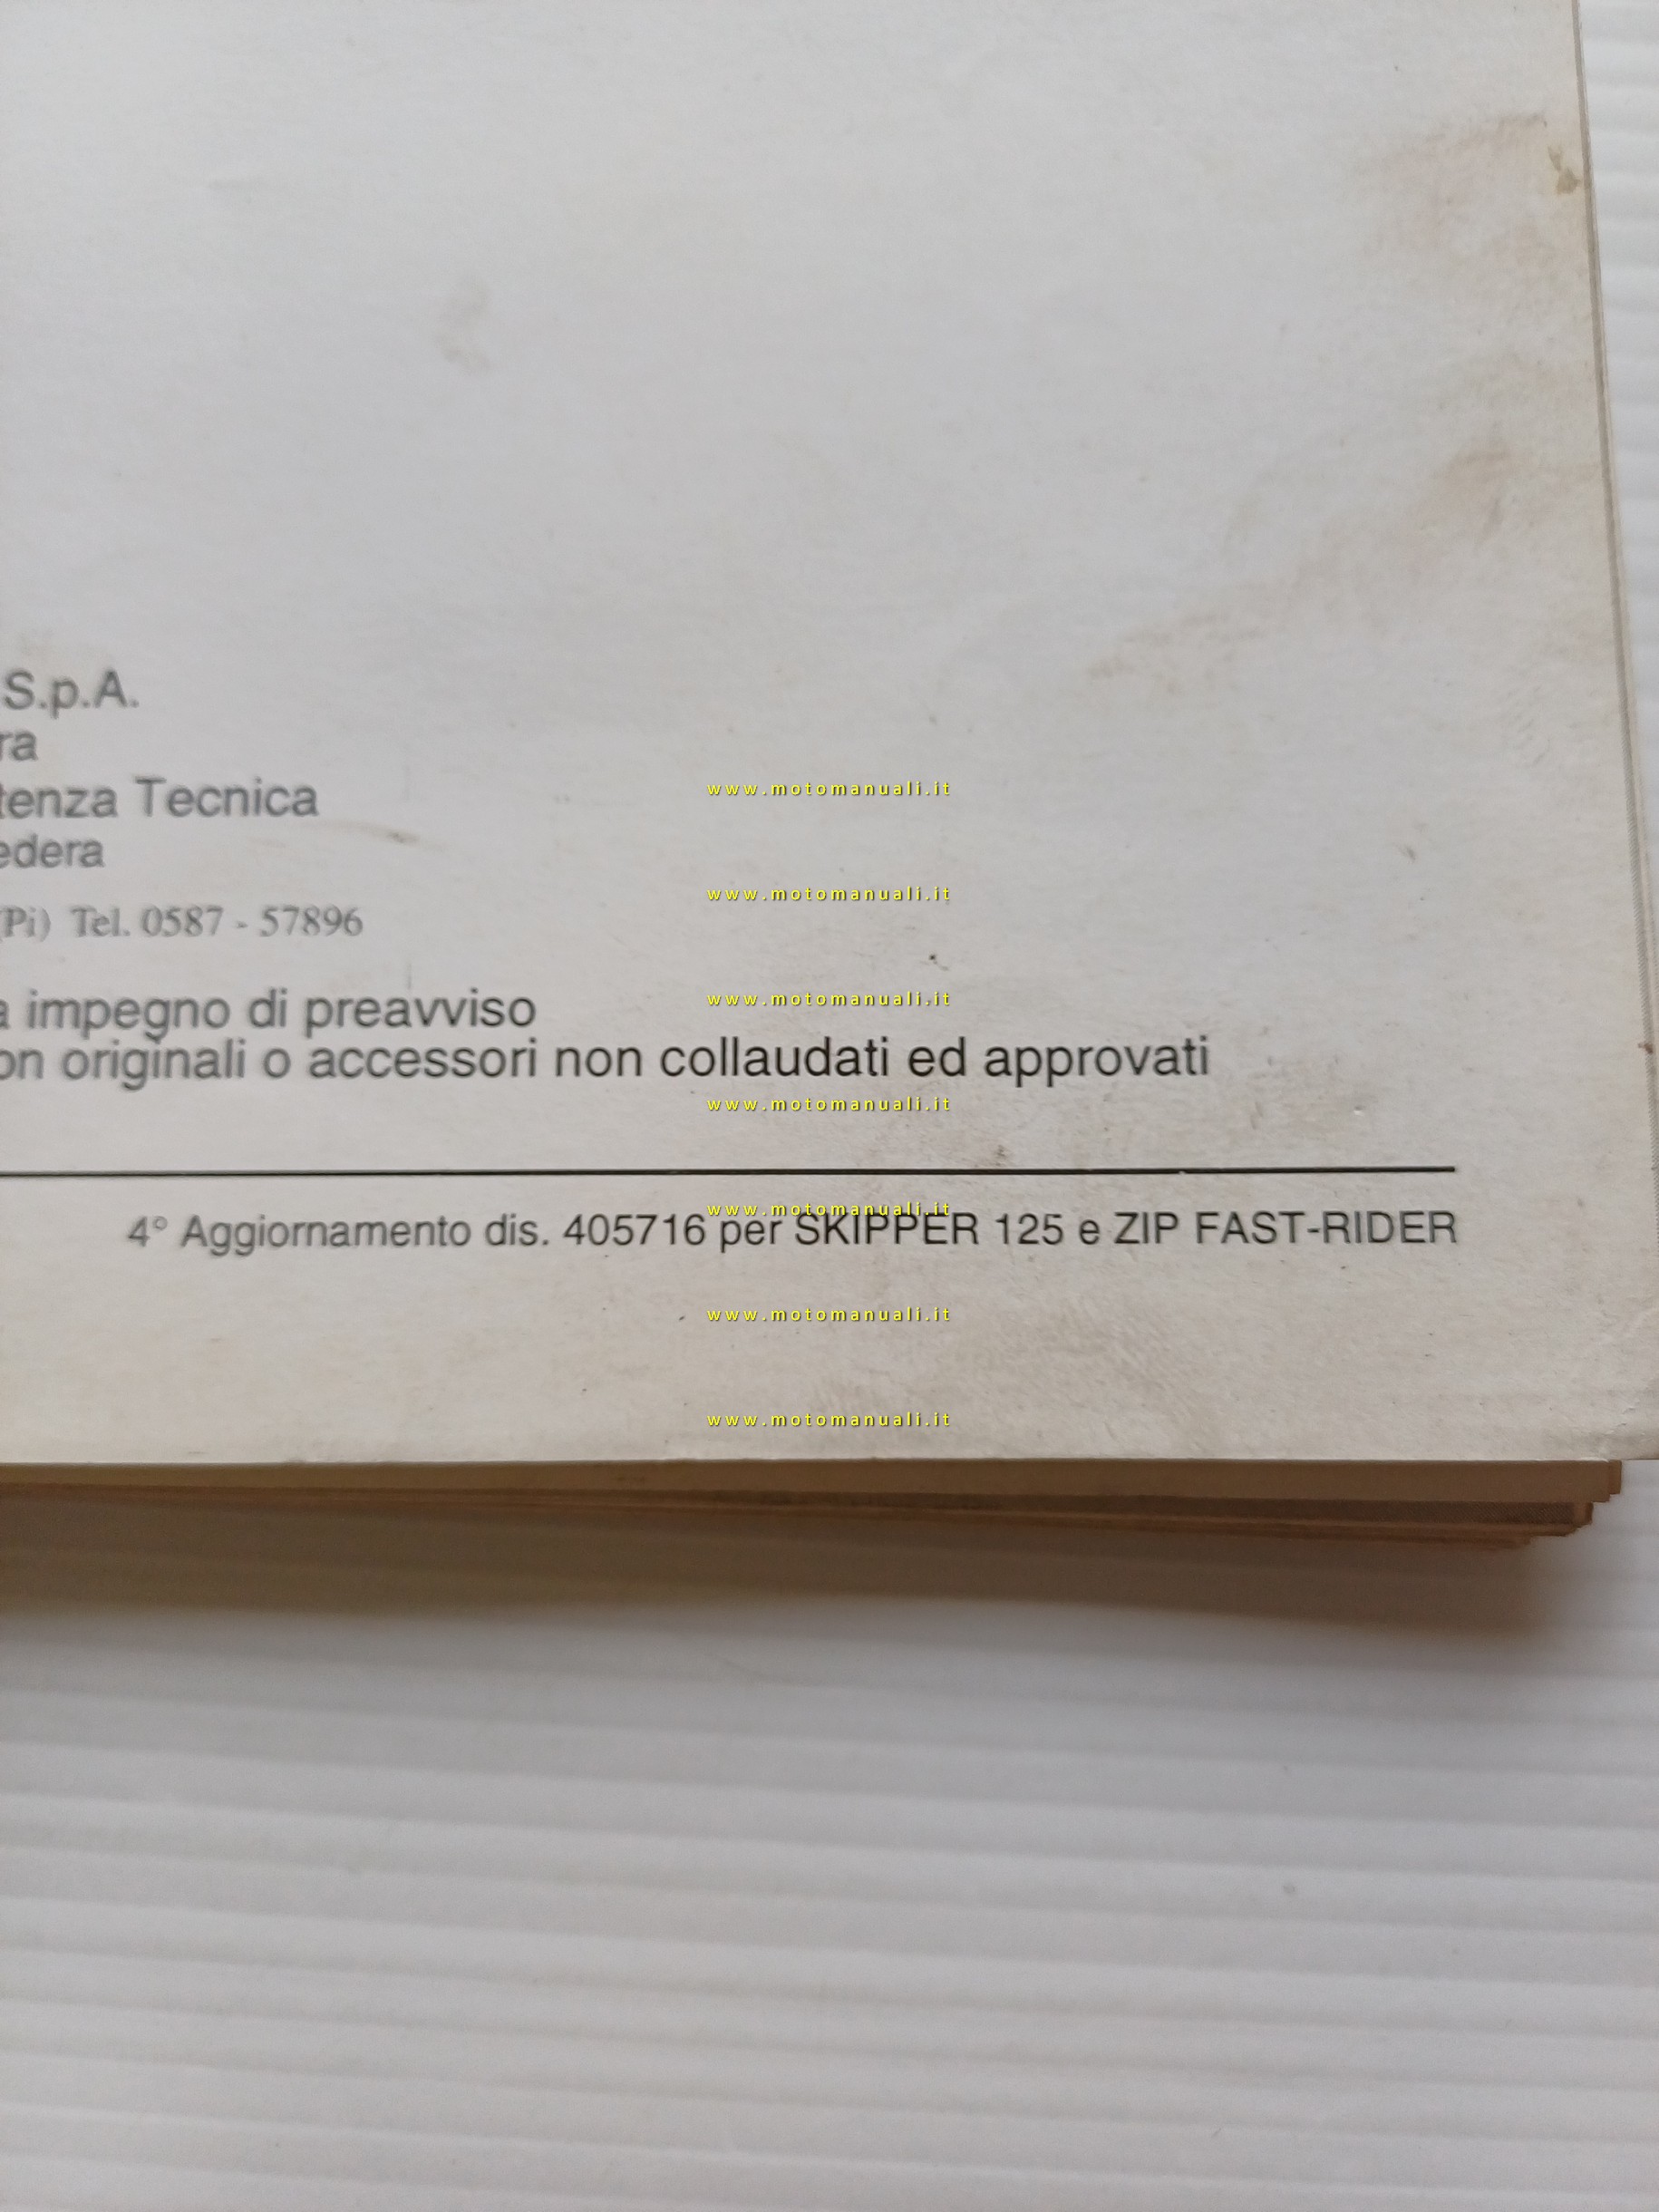 S.p.A.
ra
tenza Tecnica
edera
(Pi) Tel. 0587 - 57896
a impegno di preavviso
on originali o accessori non collaudati ed approvati
4° Aggiornamento dis. 405716 per SKIPPER 125 e ZIP FAST-RIDER
www.motomanuali.it
www.motomanuali.it
www.motomanuali.it
www.motomanuali.it
www.motomanuali.it
www.motomanuali.it
www.motomanuali.it